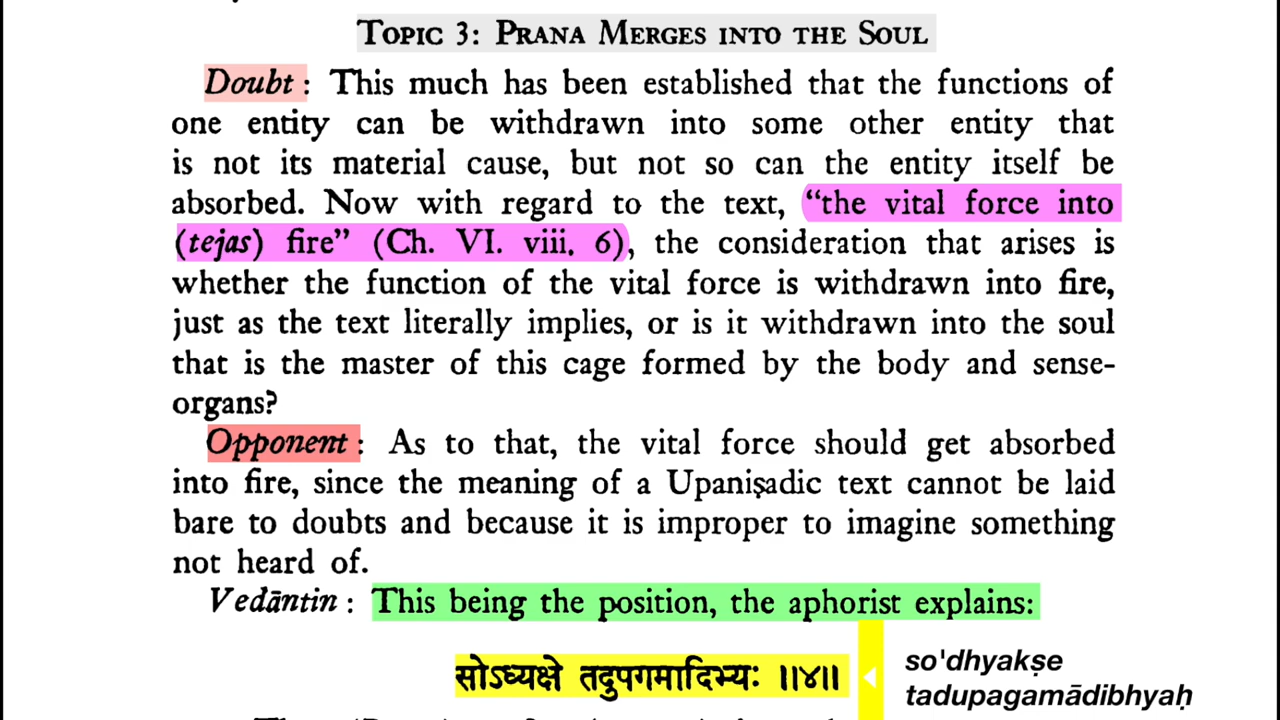 TOPIC 3: PRANA MERGES INTO THE SOUL
Doubt : This much has been established that the functions of
one entity can be withdrawn into some other entity that
is not its material cause, but not so can the entity itself be
absorbed. Now with regard to the text, “the vital force into
(tejas) fire” (Ch. VI. viii. 6), the consideration that arises is
whether the function of the vital force is withdrawn into fire,
just as the text literally implies, or is it withdrawn into the soul
that is the master of this cage formed by the body and sense-
organs?
Opponent : As to that, the vital force should get absorbed
into fire, since the meaning of a Upaniṣadic text cannot be laid
bare to doubts and because it is improper to imagine something
not heard of.
Vedāntin : This being the position, the aphorist explains:
सोऽध्यक्षे तदुपगमादिभ्यः ॥४॥
so'dhyakṣe
tadupagamādibhyaḥ